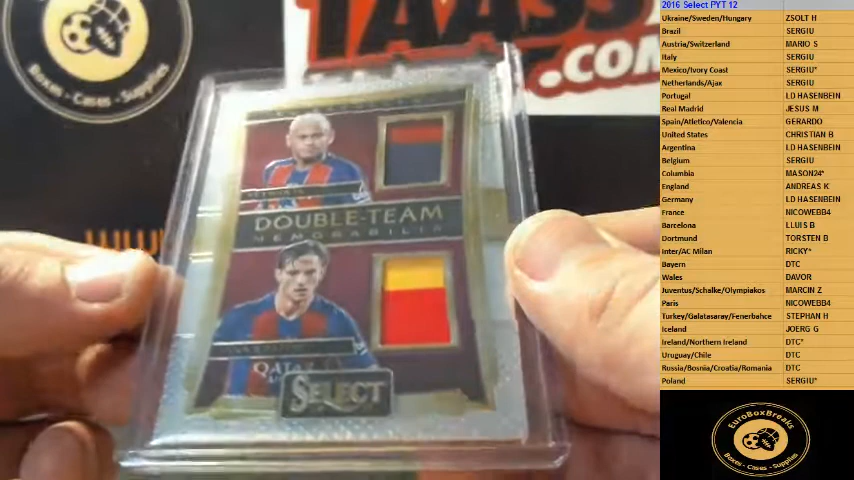 Boxes - Cases - Supplies
.COM
DOUBLE-TEAM
MEMORABILIA
QATAR
SELECT
2016 Select PYT 12
Ukraine/Sweden/Hungary ZSOLT H
Brazil SERGIU
Austria/Switzerland MARIO S
Italy SERGIU
Mexico/Ivory Coast SERGIU*
Netherlands/Ajax SERGIU
Portugal LD HASENBEIN
Real Madrid JESUS M
Spain/Atletico/Valencia GERARDO
United States CHRISTIAN B
Argentina LD HASENBEIN
Belgium SERGIU
Columbia MASON24*
England ANDREAS K
Germany LD HASENBEIN
France NICOWEBB4
Barcelona LLUIS B
Dortmund TORSTEN B
Inter/AC Milan RICKY*
Bayern DTC
Wales DAVOR
Juventus/Schalke/Olympiakos MARCIN Z
Paris NICOWEBB4
Turkey/Galatasaray/Fenerbahce STEPHAN H
Iceland JOERG G
Ireland/Northern Ireland DTC*
Uruguay/Chile DTC
Russia/Bosnia/Croatia/Romania DTC
Poland SERGIU*
EuroBoxBreaks
Boxes - Cases - Supplies